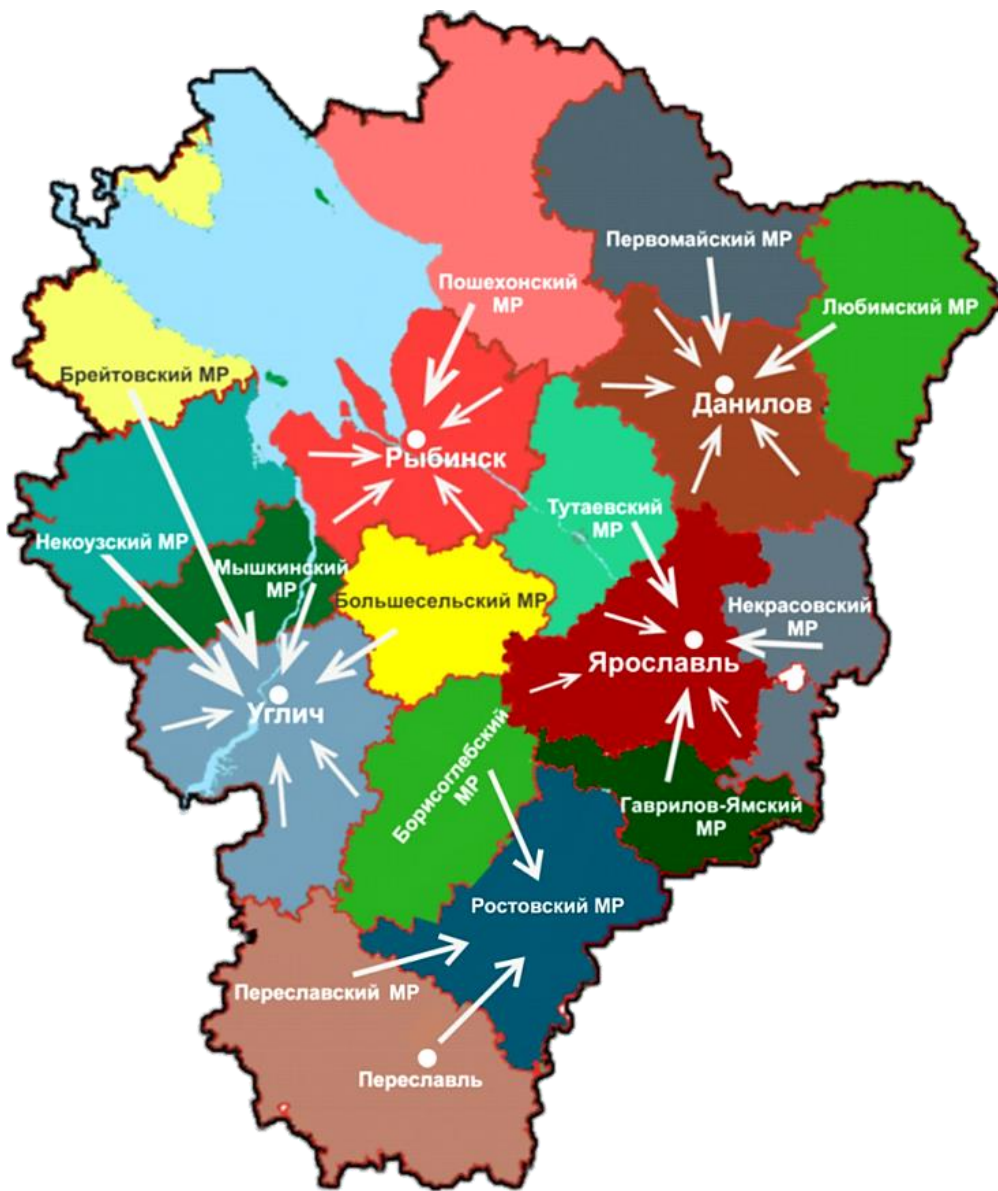 Первомайский МР
Пошехонский
МР
Любимский МР
Брейтовский МР
Данилов
Рыбинск
Тутаевский
МР
Некоузский МР
Мышкинский
МР
Большесельский МР
Некрасовский
МР
Ярославль
Углич
Борисоглебский
МР
Гаврилов-Ямский
МР
Ростовский МР
Переславский МР
Переславль